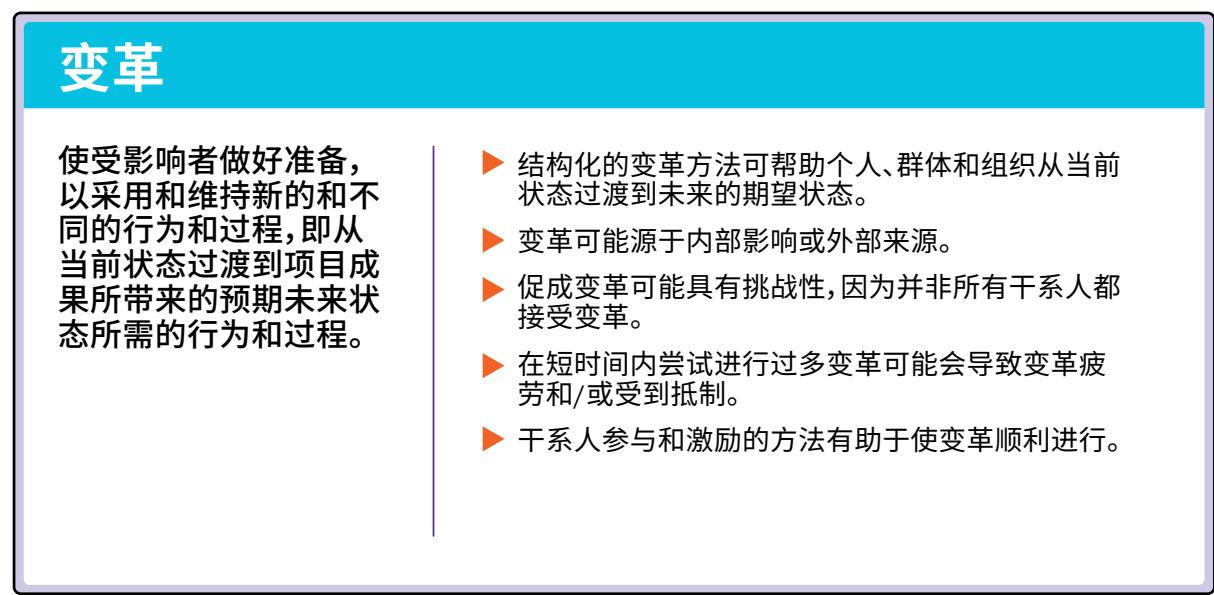 变革
使受影响者做好准备，
以采用和维持新的和不
同的行为和过程，即从
当前状态过渡到项目成
果所带来的预期未来状
态所需的行为和过程。
结构化的变革方法可帮助个人、群体和组织从当前
状态过渡到未来的期望状态。
变革可能源于内部影响或外部来源。
促成变革可能具有挑战性，因为并非所有干系人都
接受变革。
在短时间内尝试进行过多变革可能会导致变革疲
劳和/或受到抵制。
干系人参与和激励的方法有助于使变革顺利进行。